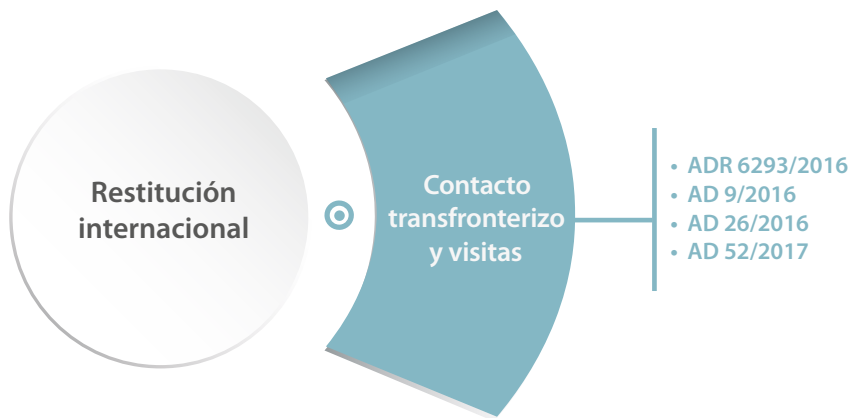 Restitución
internacional
Contacto
transfronterizo
y visitas
• ADR 6293/2016
• AD 9/2016
• AD 26/2016
• AD 52/2017